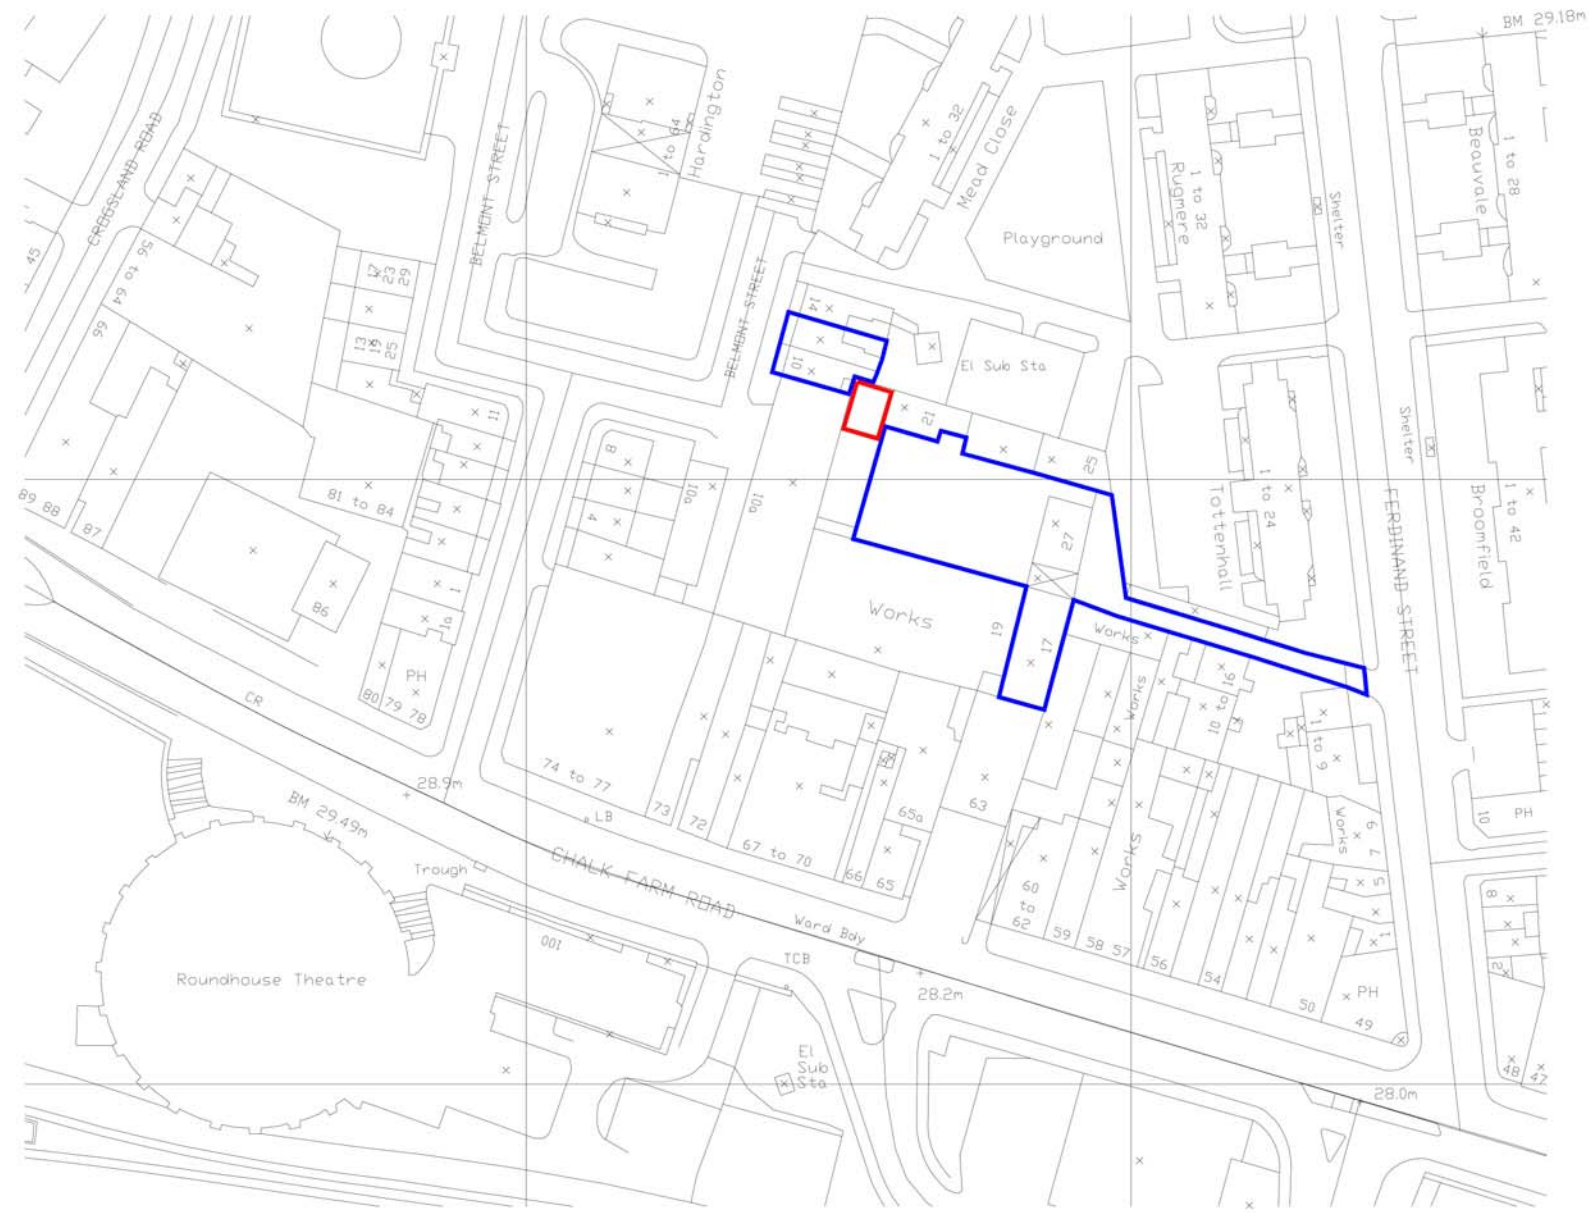 BM 29.18m
CROGSLAND ROAD
BELMONT STREET
Hardington
1 to 64
1 to 32
Mead Close
Playground
Rugmere
1 to 32
Shelter
Beauvale
1 to 28
45
56 to 64
66
17
23
29
13
19
25
11
BELMONT STREET
14
10
El Sub Sta
21
25
27
Shelter
Tottenhall
1 to 24
FERDINAND STREET
Broomfield
1 to 42
89 88
87
81 to 84
86
8
4
10a
10a
1
1a
PH
80 79 78
Works
19
17
Works
Works
10 to 16
1 to 9
CR
28.9m
BM 29.49m
74 to 77
LB
73
72
67 to 70
66
65
65a
63
60
to
62
59
58
57
56
54
50
49
PH
Works
Works
9
7
5
1
10
PH
8
2
48
47
Trough
CHALK FARM ROAD
Ward Bdy
TCB
100
Roundhouse Theatre
28.2m
El
Sub
Sta
28.0m